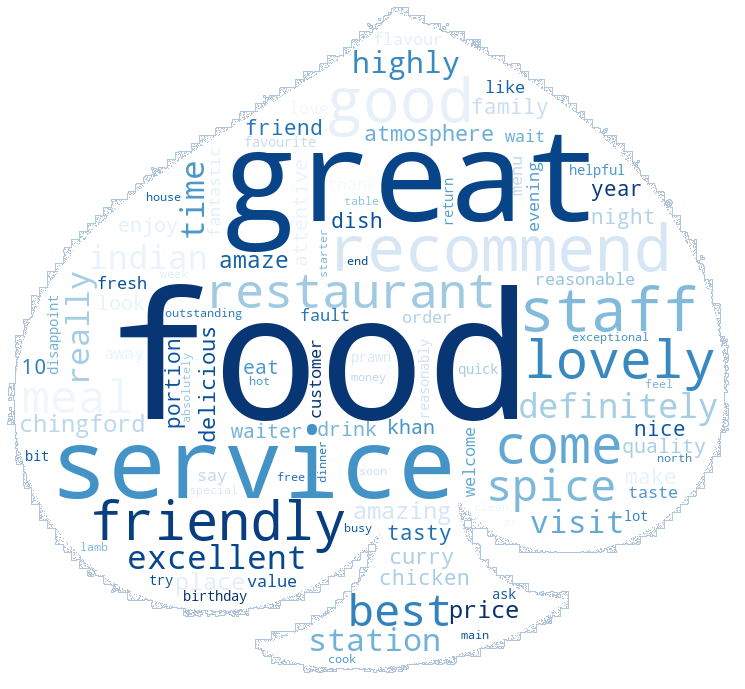 flavour
highly
like
love
good
family
friend
atmosphere
wait
favourite
great
helpful
fantastic
time
attentive
thank
menu
evening
year
house
table
return
night
dish
enjoy
recommend
indian
amaze
starter
end
week
fresh
restaurant
reasonable
look
really
outstanding
fault
order
staff
disappoint
food
exceptional
away
portion
delicious
customer
prawn
reasonably
quick
lovely
10
eat
hot
money
feel
absolutely
meal
definitely
chingford
waiter
drink
khan
nice
come
quality
bit
service
dinner
welcome
north
say
free
soon
spice
make
taste
special
friendly
amazing
clean
visit
lot
busy
tasty
mr
lamb
excellent
curry
try
place
value
chicken
birthday
best
price
ask
station
main
cook